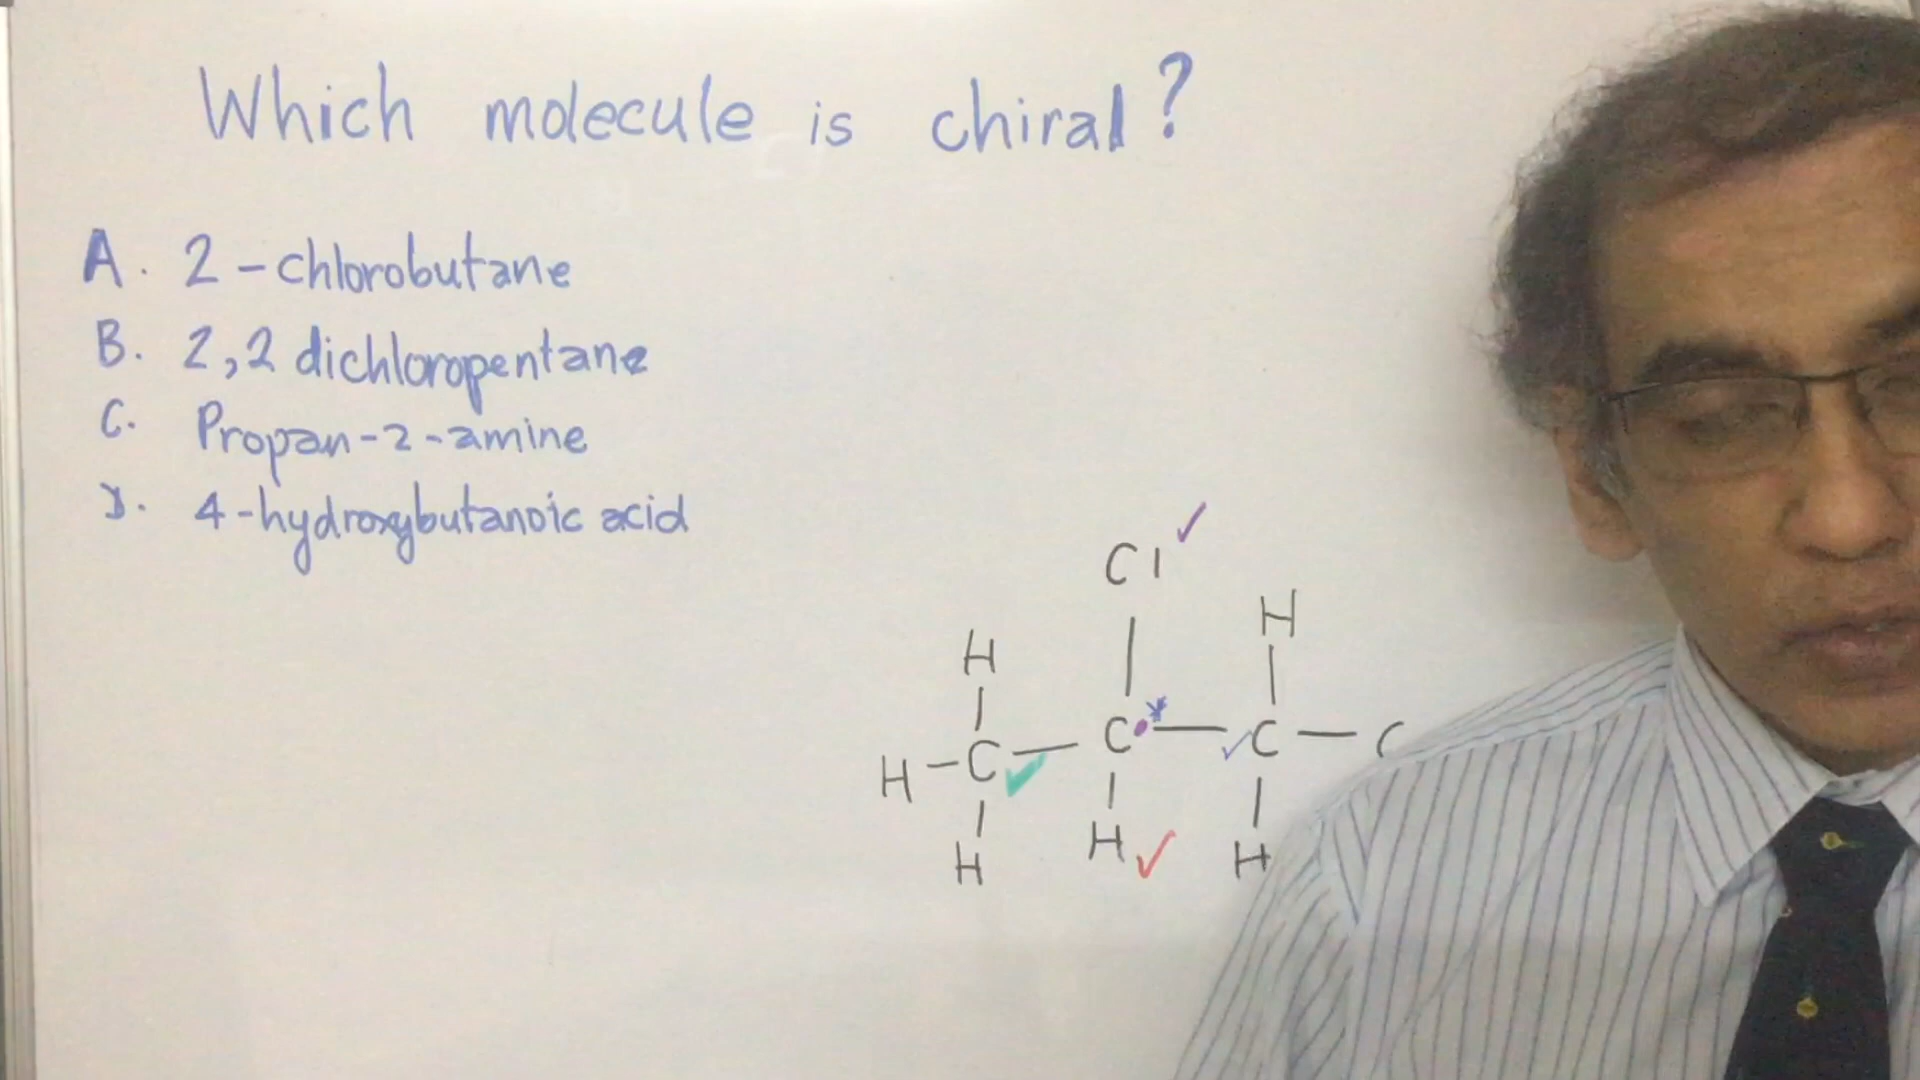 Which molecule is chiral?
A. 2-chlorobutane
B. 2,2 dichloropentane
C. Propan-2-amine
D. 4-hydroxybutanoic acid
Cl
H H
H-C-C*-C-C
H H H